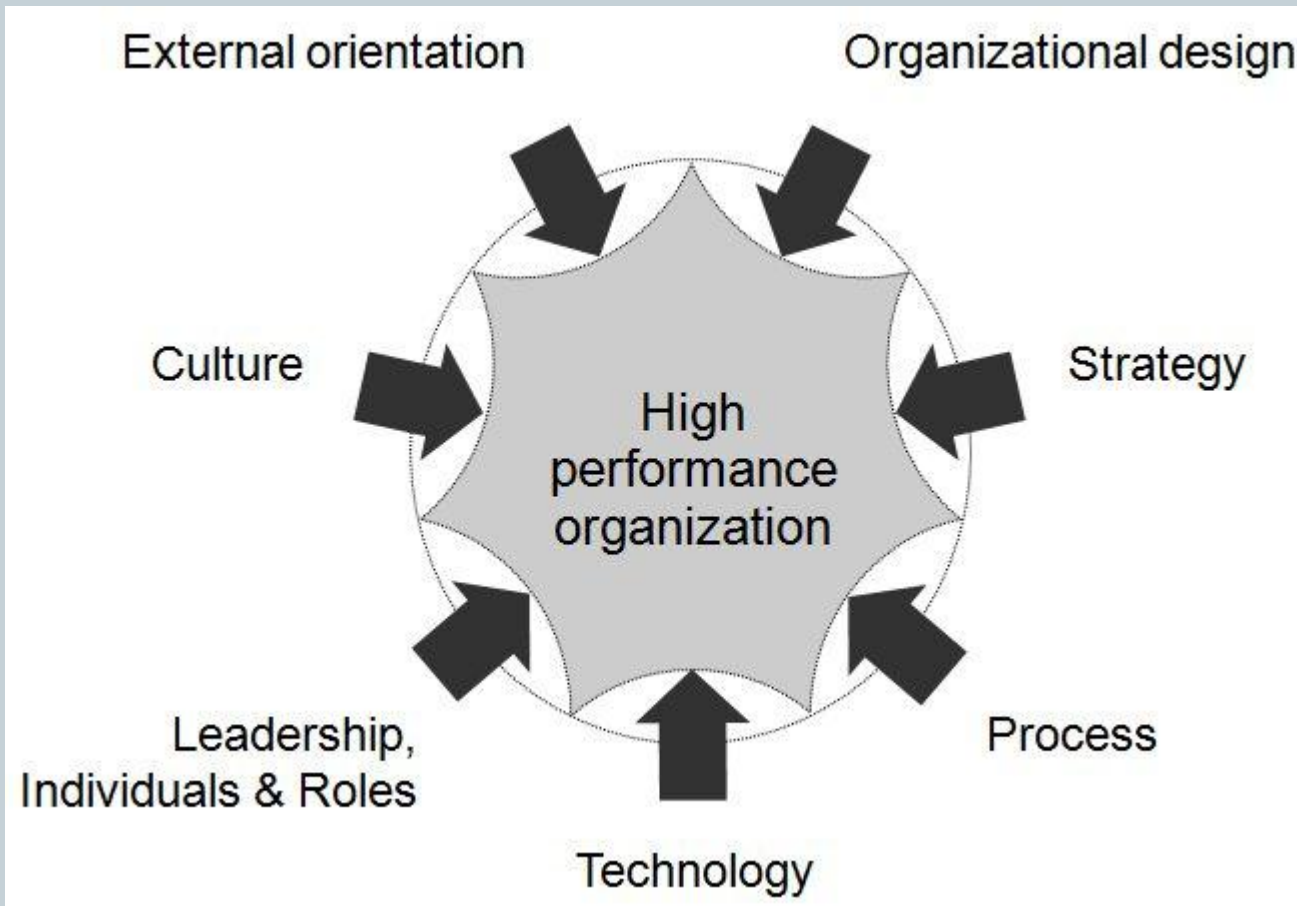 External orientation
Organizational design
Culture
Strategy
High
performance
organization
Leadership,
Individuals & Roles
Process
Technology